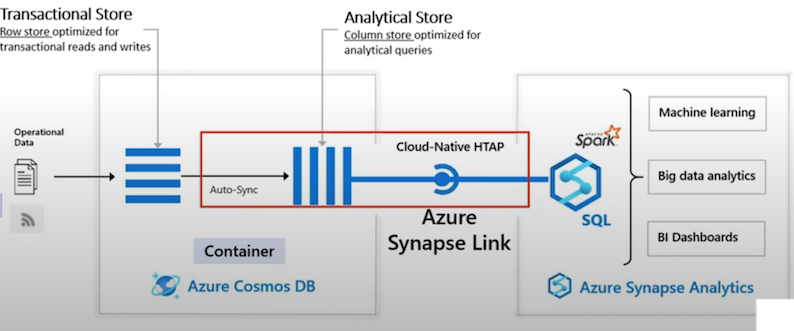 Transactional Store
Row store optimized for
transactional reads and writes
Analytical Store
Column store optimized for
analytical queries
Operational
Data
Auto-Sync
Cloud-Native HTAP
Azure
Synapse Link
Container
Azure Cosmos DB
APACHE
Spark
SQL
Machine learning
Big data analytics
BI Dashboards
Azure Synapse Analytics